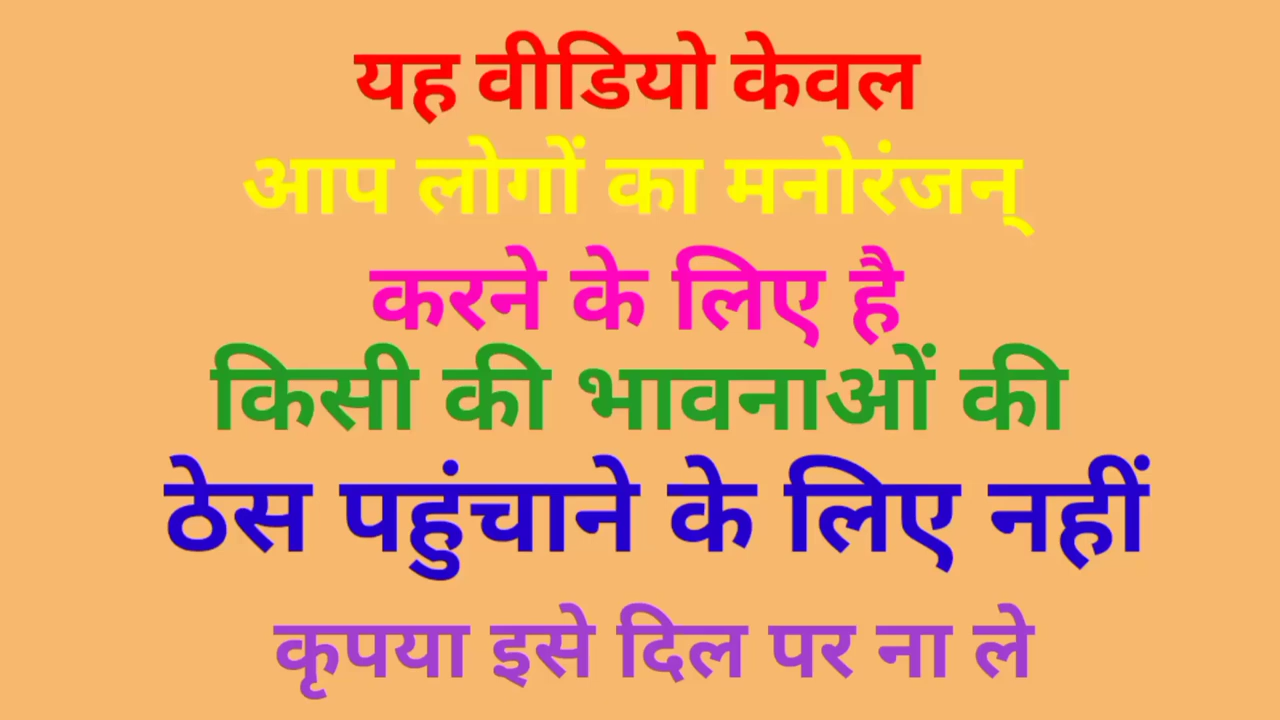 यह वीडियो केवल
आप लोगों का मनोरंजन्
करने के लिए है
किसी की भावनाओं की
ठेस पहुंचाने के लिए नहीं
कृपया इसे दिल पर ना ले